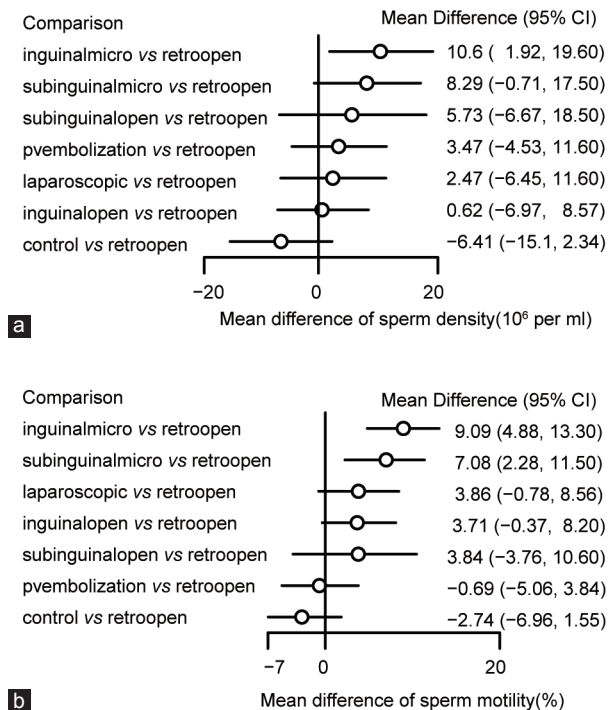 Comparison Mean Difference (95% CI)
inguinalmicro vs retroopen 10.6 ( 1.92, 19.60)
subinguinalmicro vs retroopen 8.29 (−0.71, 17.50)
subinguinalopen vs retroopen 5.73 (−6.67, 18.50)
pvembolization vs retroopen 3.47 (−4.53, 11.60)
laparoscopic vs retroopen 2.47 (−6.45, 11.60)
inguinalopen vs retroopen 0.62 (−6.97, 8.57)
control vs retroopen −6.41 (−15.1, 2.34)
−20 0 20
a Mean difference of sperm density(10⁶ per ml)
Comparison Mean Difference (95% CI)
inguinalmicro vs retroopen 9.09 (4.88, 13.30)
subinguinalmicro vs retroopen 7.08 (2.28, 11.50)
laparoscopic vs retroopen 3.86 (−0.78, 8.56)
inguinalopen vs retroopen 3.71 (−0.37, 8.20)
subinguinalopen vs retroopen 3.84 (−3.76, 10.60)
pvembolization vs retroopen −0.69 (−5.06, 3.84)
control vs retroopen −2.74 (−6.96, 1.55)
−7 0 20
b Mean difference of sperm motility(%)